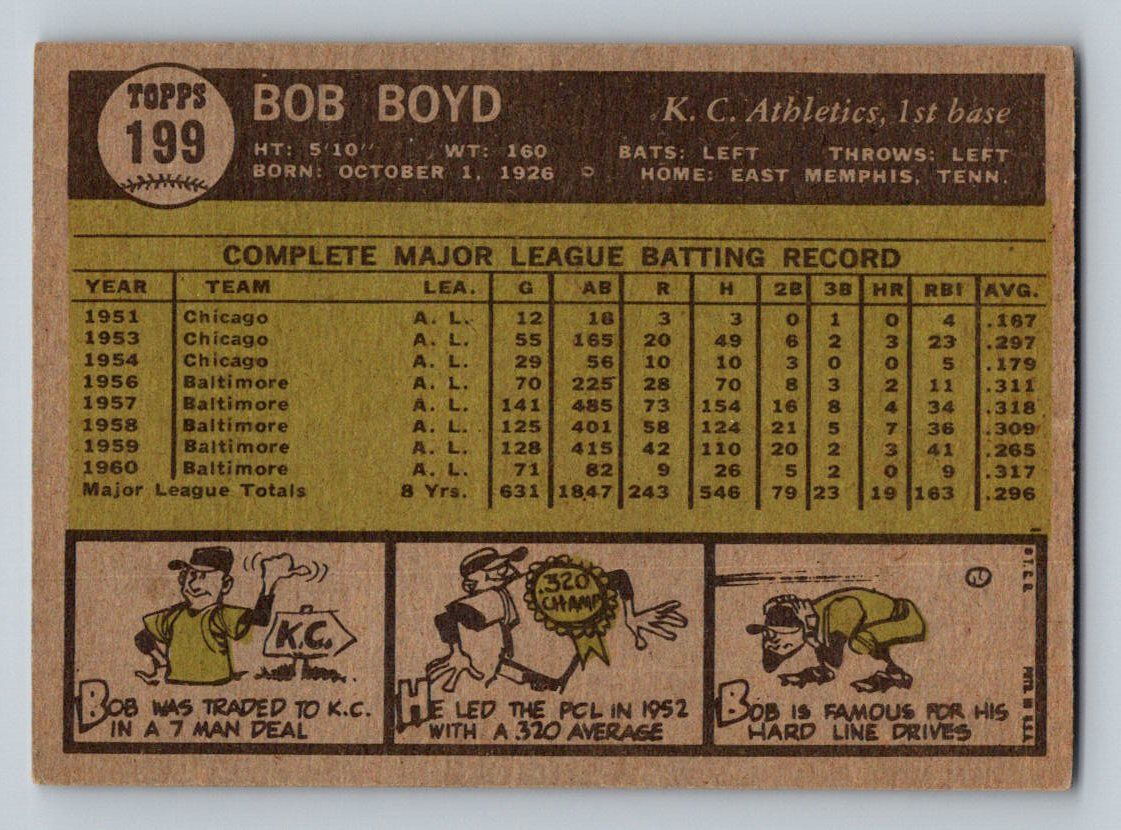 TOPPS
199
BOB BOYD
K. C. Athletics, 1st base
HT: 5'10" WT: 160 BATS: LEFT THROWS: LEFT
BORN: OCTOBER 1, 1926 HOME: EAST MEMPHIS, TENN.
COMPLETE MAJOR LEAGUE BATTING RECORD
YEAR TEAM LEA. G AB R H 2B 3B HR RBI AVG.
1951 Chicago A. L. 12 18 3 3 0 1 0 4 .167
1953 Chicago A. L. 55 165 20 49 6 2 3 23 .297
1954 Chicago A. L. 29 56 10 10 3 0 0 5 .179
1956 Baltimore A. L. 70 225 28 70 8 3 2 11 .311
1957 Baltimore A. L. 141 485 73 154 16 8 4 34 .318
1958 Baltimore A. L. 125 401 58 124 21 5 7 36 .309
1959 Baltimore A. L. 128 415 42 110 20 2 3 41 .265
1960 Baltimore A. L. 71 82 9 26 5 2 0 9 .317
Major League Totals 8 Yrs. 631 1847 243 546 79 23 19 163 .296
K.C.
BOB WAS TRADED TO K.C.
IN A 7 MAN DEAL
.320
CHAMP
HE LED THE PCL IN 1952
WITH A 320 AVERAGE
BOB IS FAMOUS FOR HIS
HARD LINE DRIVES